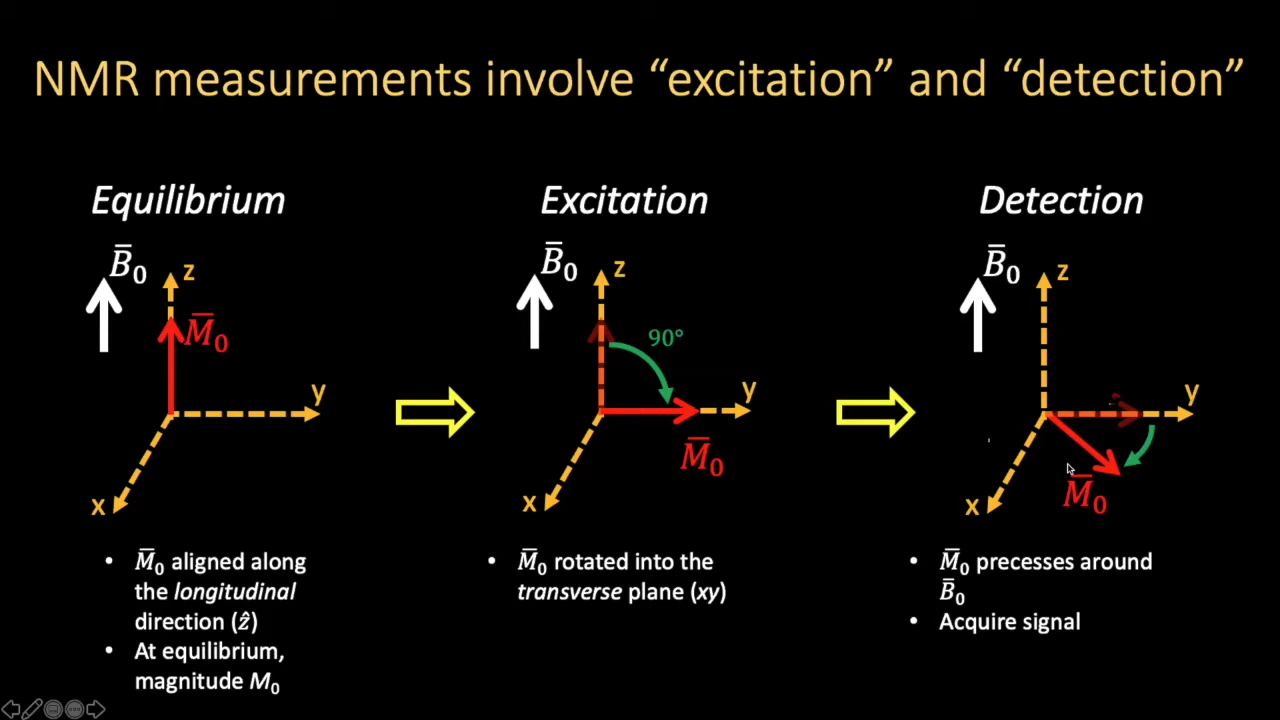 NMR measurements involve “excitation” and “detection”
Equilibrium
B̅₀
z
M̅₀
y
x
• M̅₀ aligned along
the longitudinal
direction (ẑ)
• At equilibrium,
magnitude M₀
Excitation
B̅₀
z
90°
y
M̅₀
x
• M̅₀ rotated into the
transverse plane (xy)
Detection
B̅₀
z
y
M̅₀
x
• M̅₀ precesses around
B̅₀
• Acquire signal